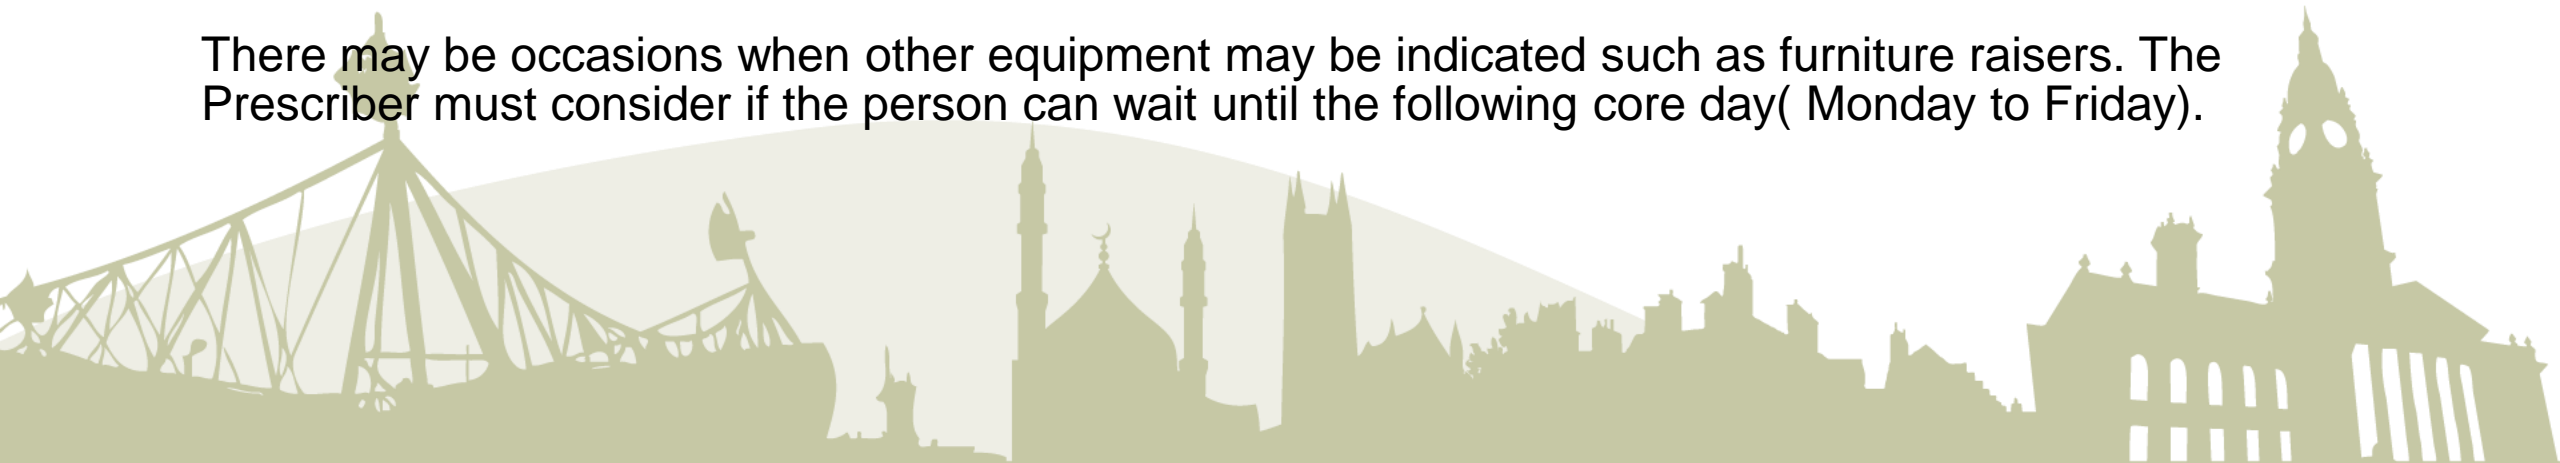 There may be occasions when other equipment may be indicated such as furniture raisers. The
Prescriber must consider if the person can wait until the following core day( Monday to Friday).